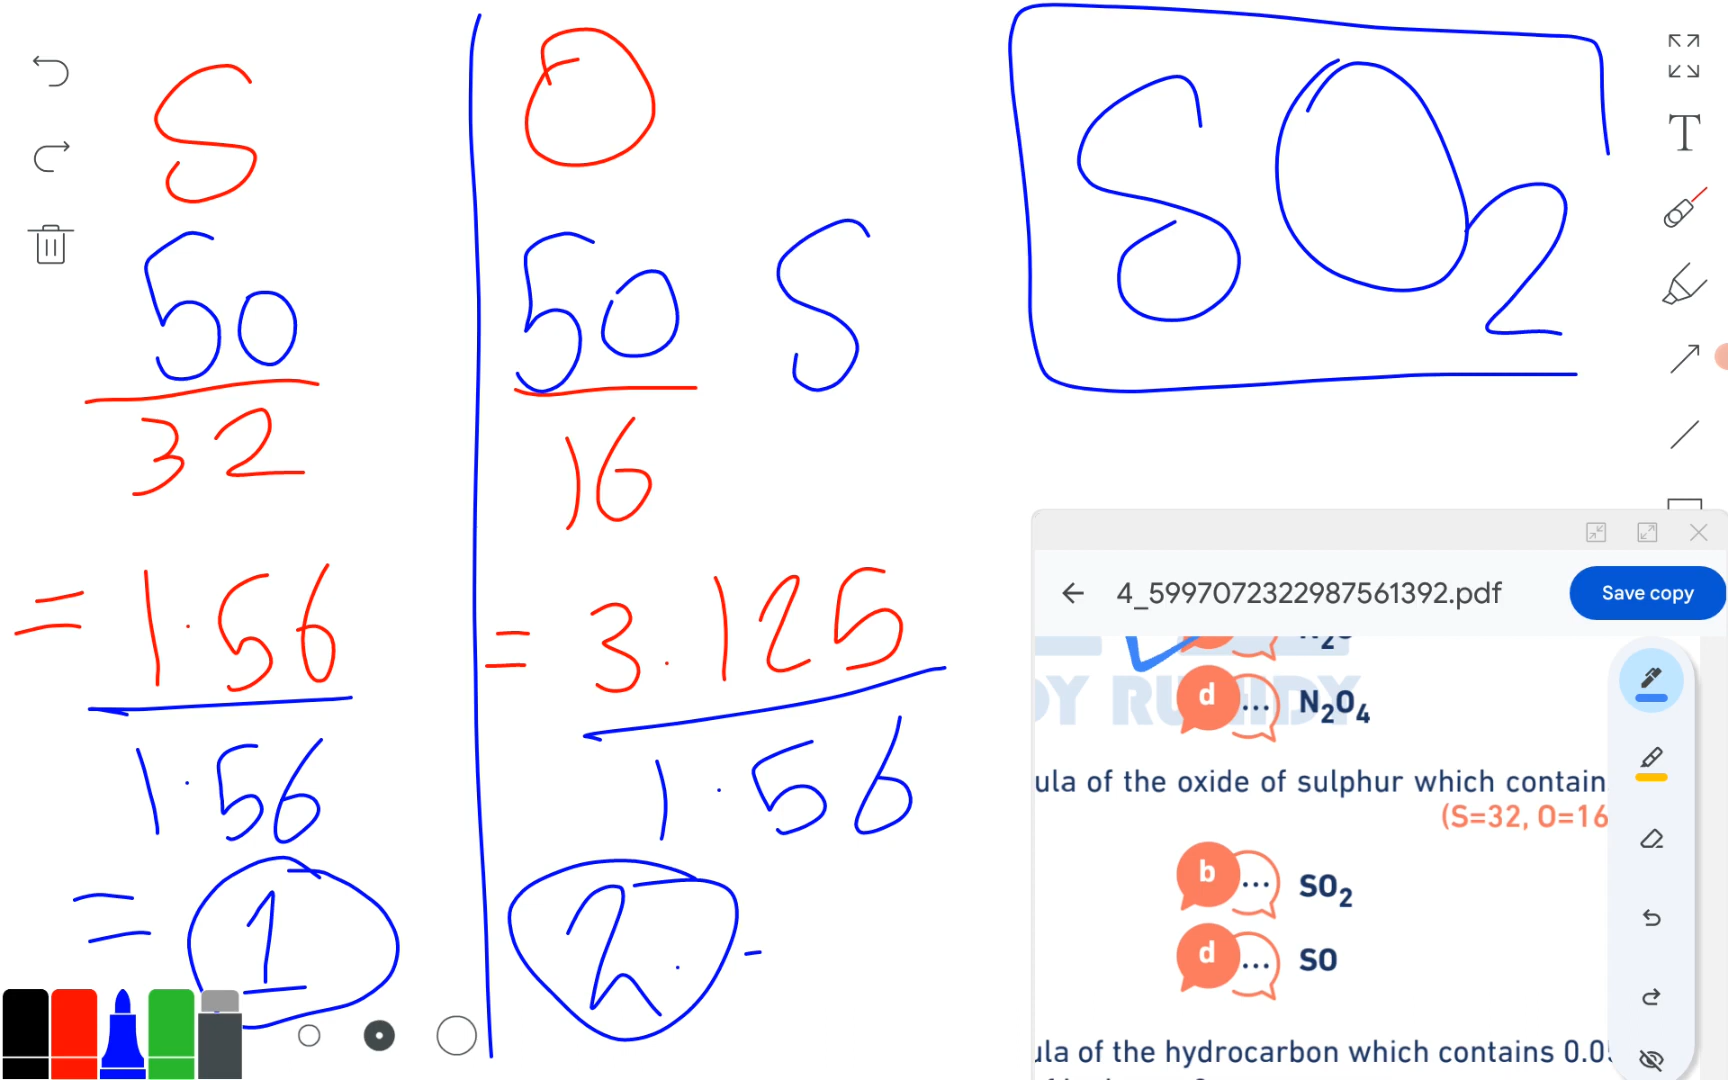 S
50
32
= 1.56
1.56
= 1
O
50
16
= 3.125
1.56
2. -
S
SO2
T
4_5997072322987561392.pdf
Save copy
d ... N2O4
ula of the oxide of sulphur which contain
(S=32, O=16
b ... SO2
d ... SO
ula of the hydrocarbon which contains 0.0